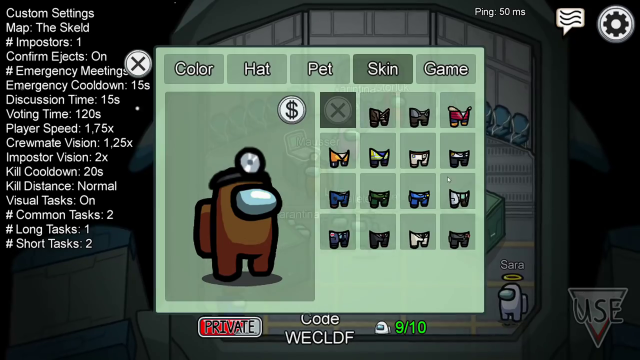 Custom Settings
Map: The Skeld
# Impostors: 1
Confirm Ejects: On
# Emergency Meetings:
Emergency Cooldown: 15s
Discussion Time: 15s
Voting Time: 120s
Player Speed: 1,75x
Crewmate Vision: 1,25x
Impostor Vision: 2x
Kill Cooldown: 20s
Kill Distance: Normal
Visual Tasks: On
# Common Tasks: 2
# Long Tasks: 1
# Short Tasks: 2
Ping: 50 ms
Color Hat Pet Skin Game
$
Sara
USE
Code
PRIVATE WECLDF 9/10